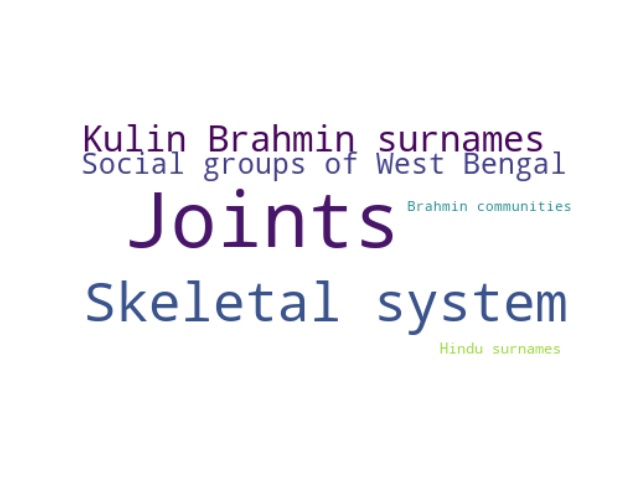 Kulin Brahmin surnames
Social groups of West Bengal
Joints
Brahmin communities
Skeletal system
Hindu surnames